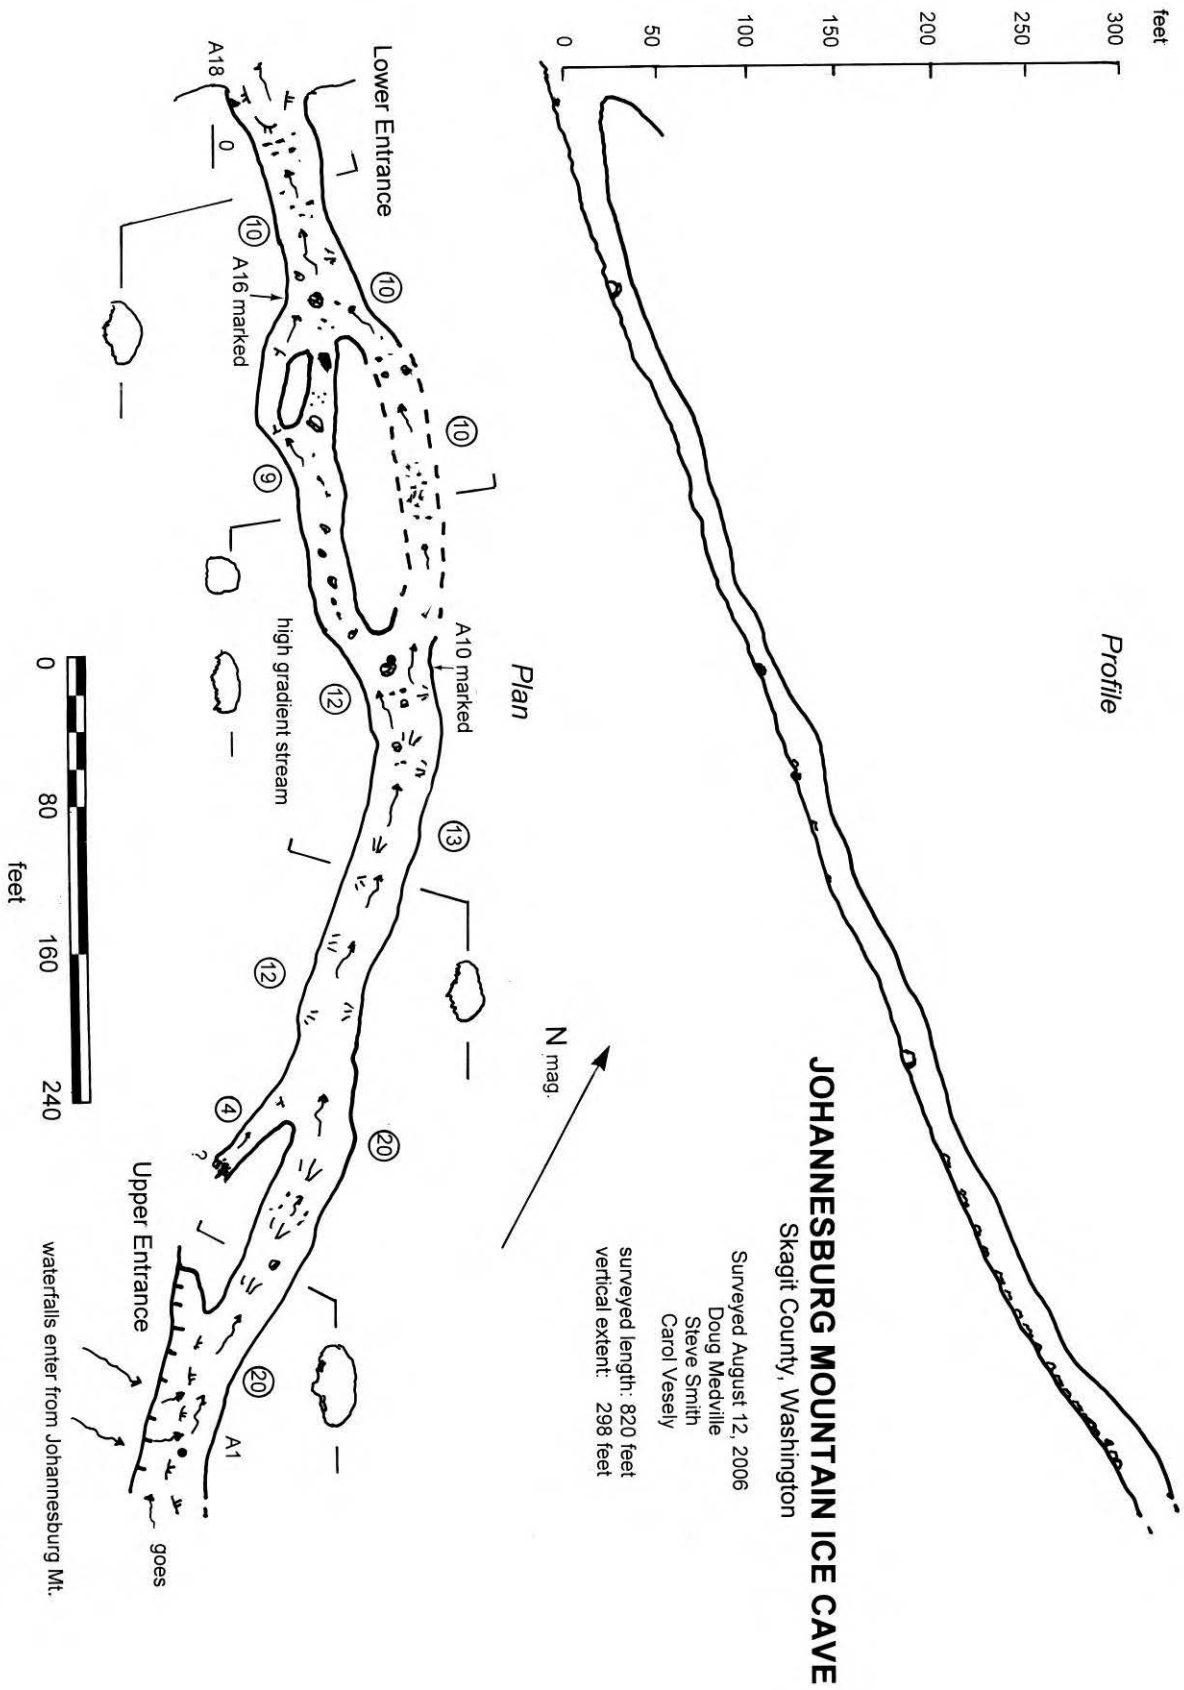 JOHANNESBURG MOUNTAIN ICE CAVE
Skagit County, Washington
Surveyed August 12, 2006
Doug Medville
Steve Smith
Carol Vesely
surveyed length: 820 feet
vertical extent: 298 feet
Profile
feet
300
250
200
150
100
50
0
Plan
N mag.
Lower Entrance
A18
0
10
A16 marked
10
10
9
A10 marked
12
high gradient stream
13
12
4
?
20
Upper Entrance
20
A1
goes
waterfalls enter from Johannesburg Mt.
0 80 160 240
feet